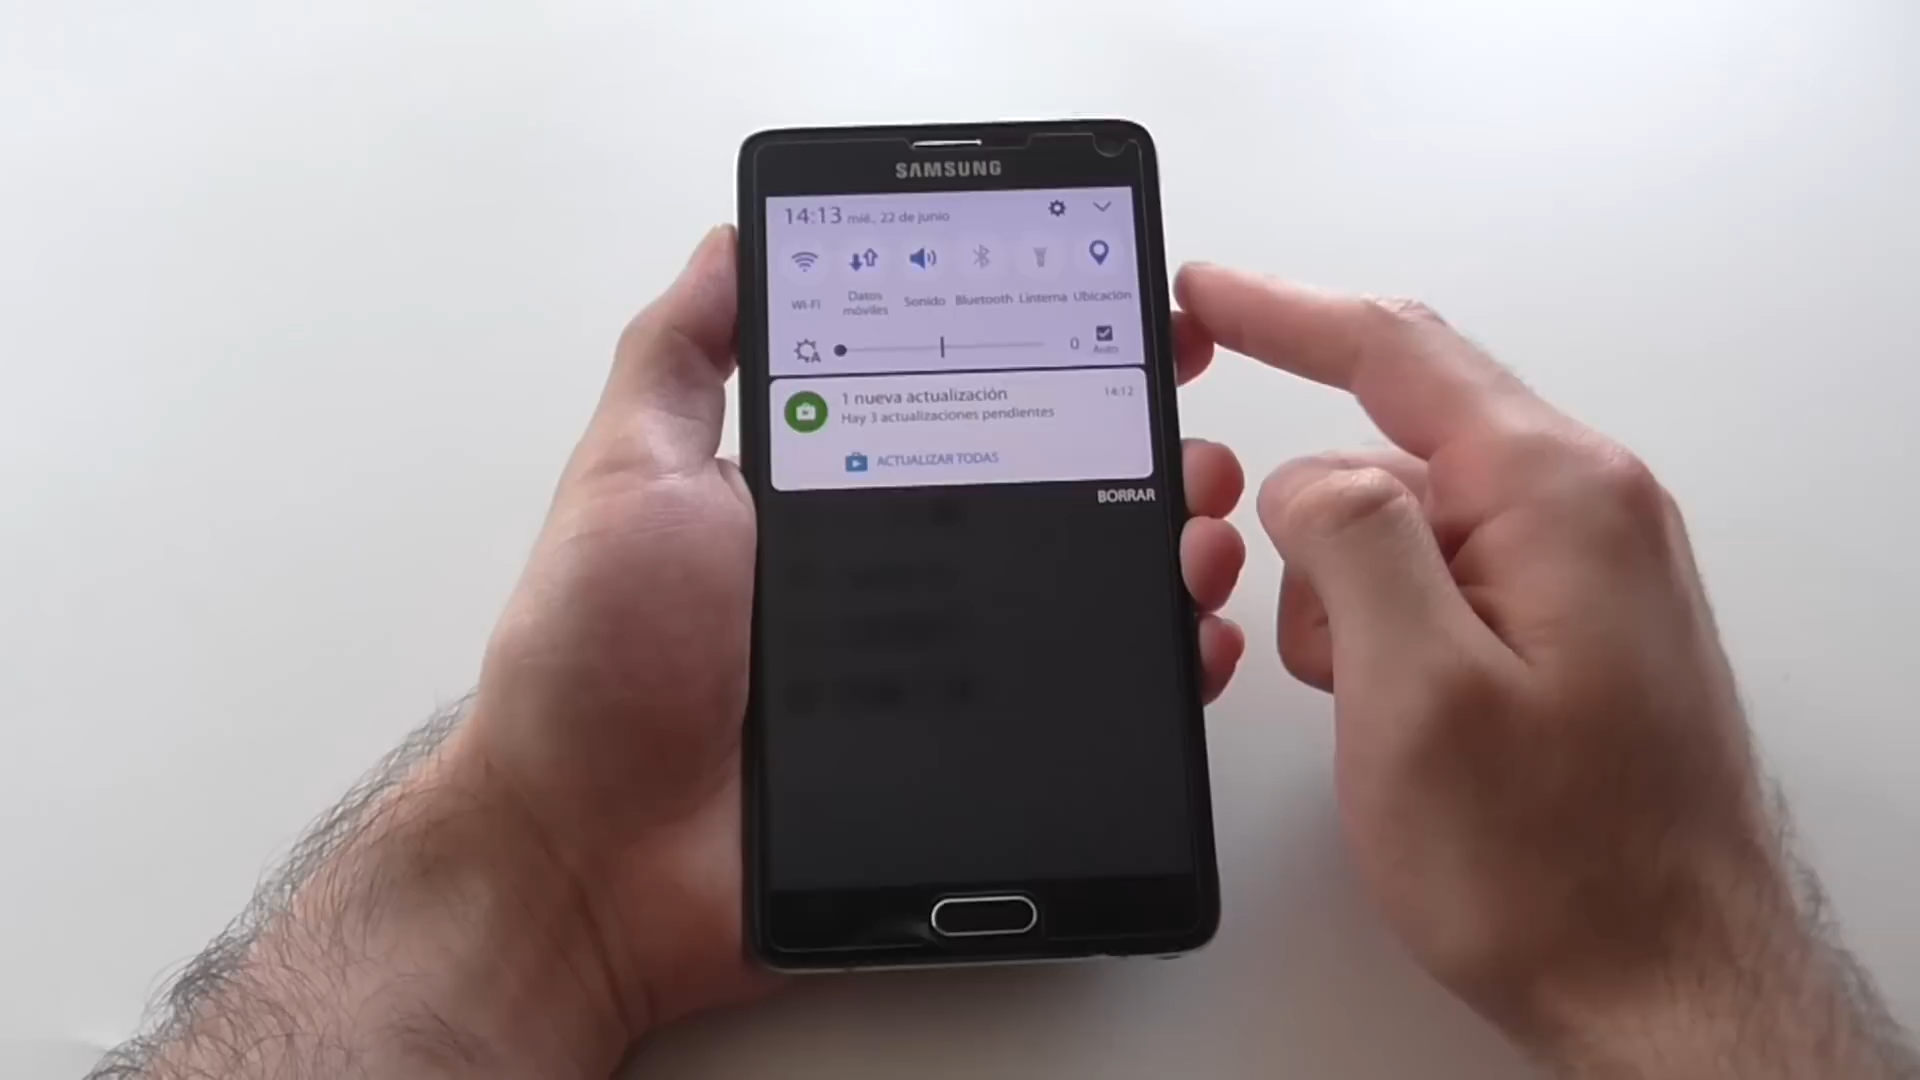 SAMSUNG
14:13 mié., 22 de junio
Wi-Fi
Datos móviles
Sonido
Bluetooth
Linterna
Ubicación
A
0
Auto
1 nueva actualización
14:12
Hay 3 actualizaciones pendientes
ACTUALIZAR TODAS
BORRAR